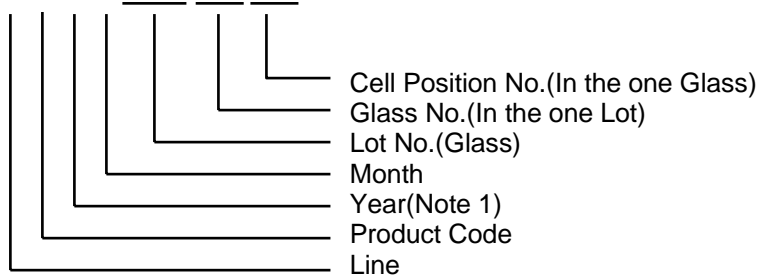 Cell Position No.(In the one Glass)
Glass No.(In the one Lot)
Lot No.(Glass)
Month
Year(Note 1)
Product Code
Line